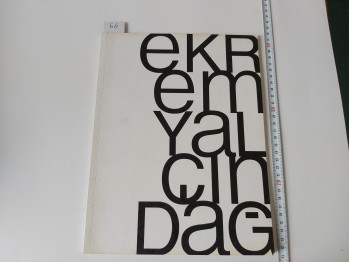 eKR
em
YaL
çIn
DaĞ